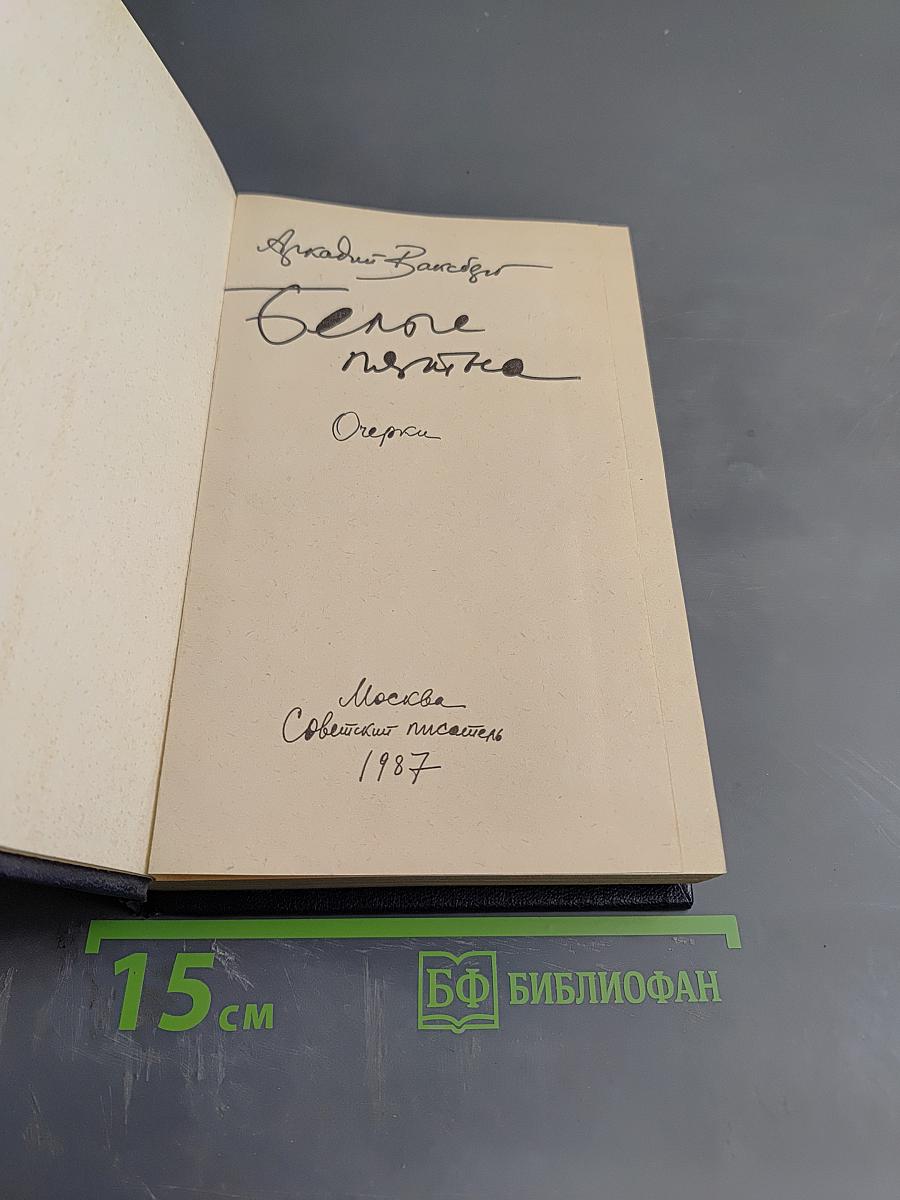 Аркадий Ваксберг
Белые
пятна
Очерки
Москва
Советский писатель
1987
15 см
БФ БИБЛИОФАН